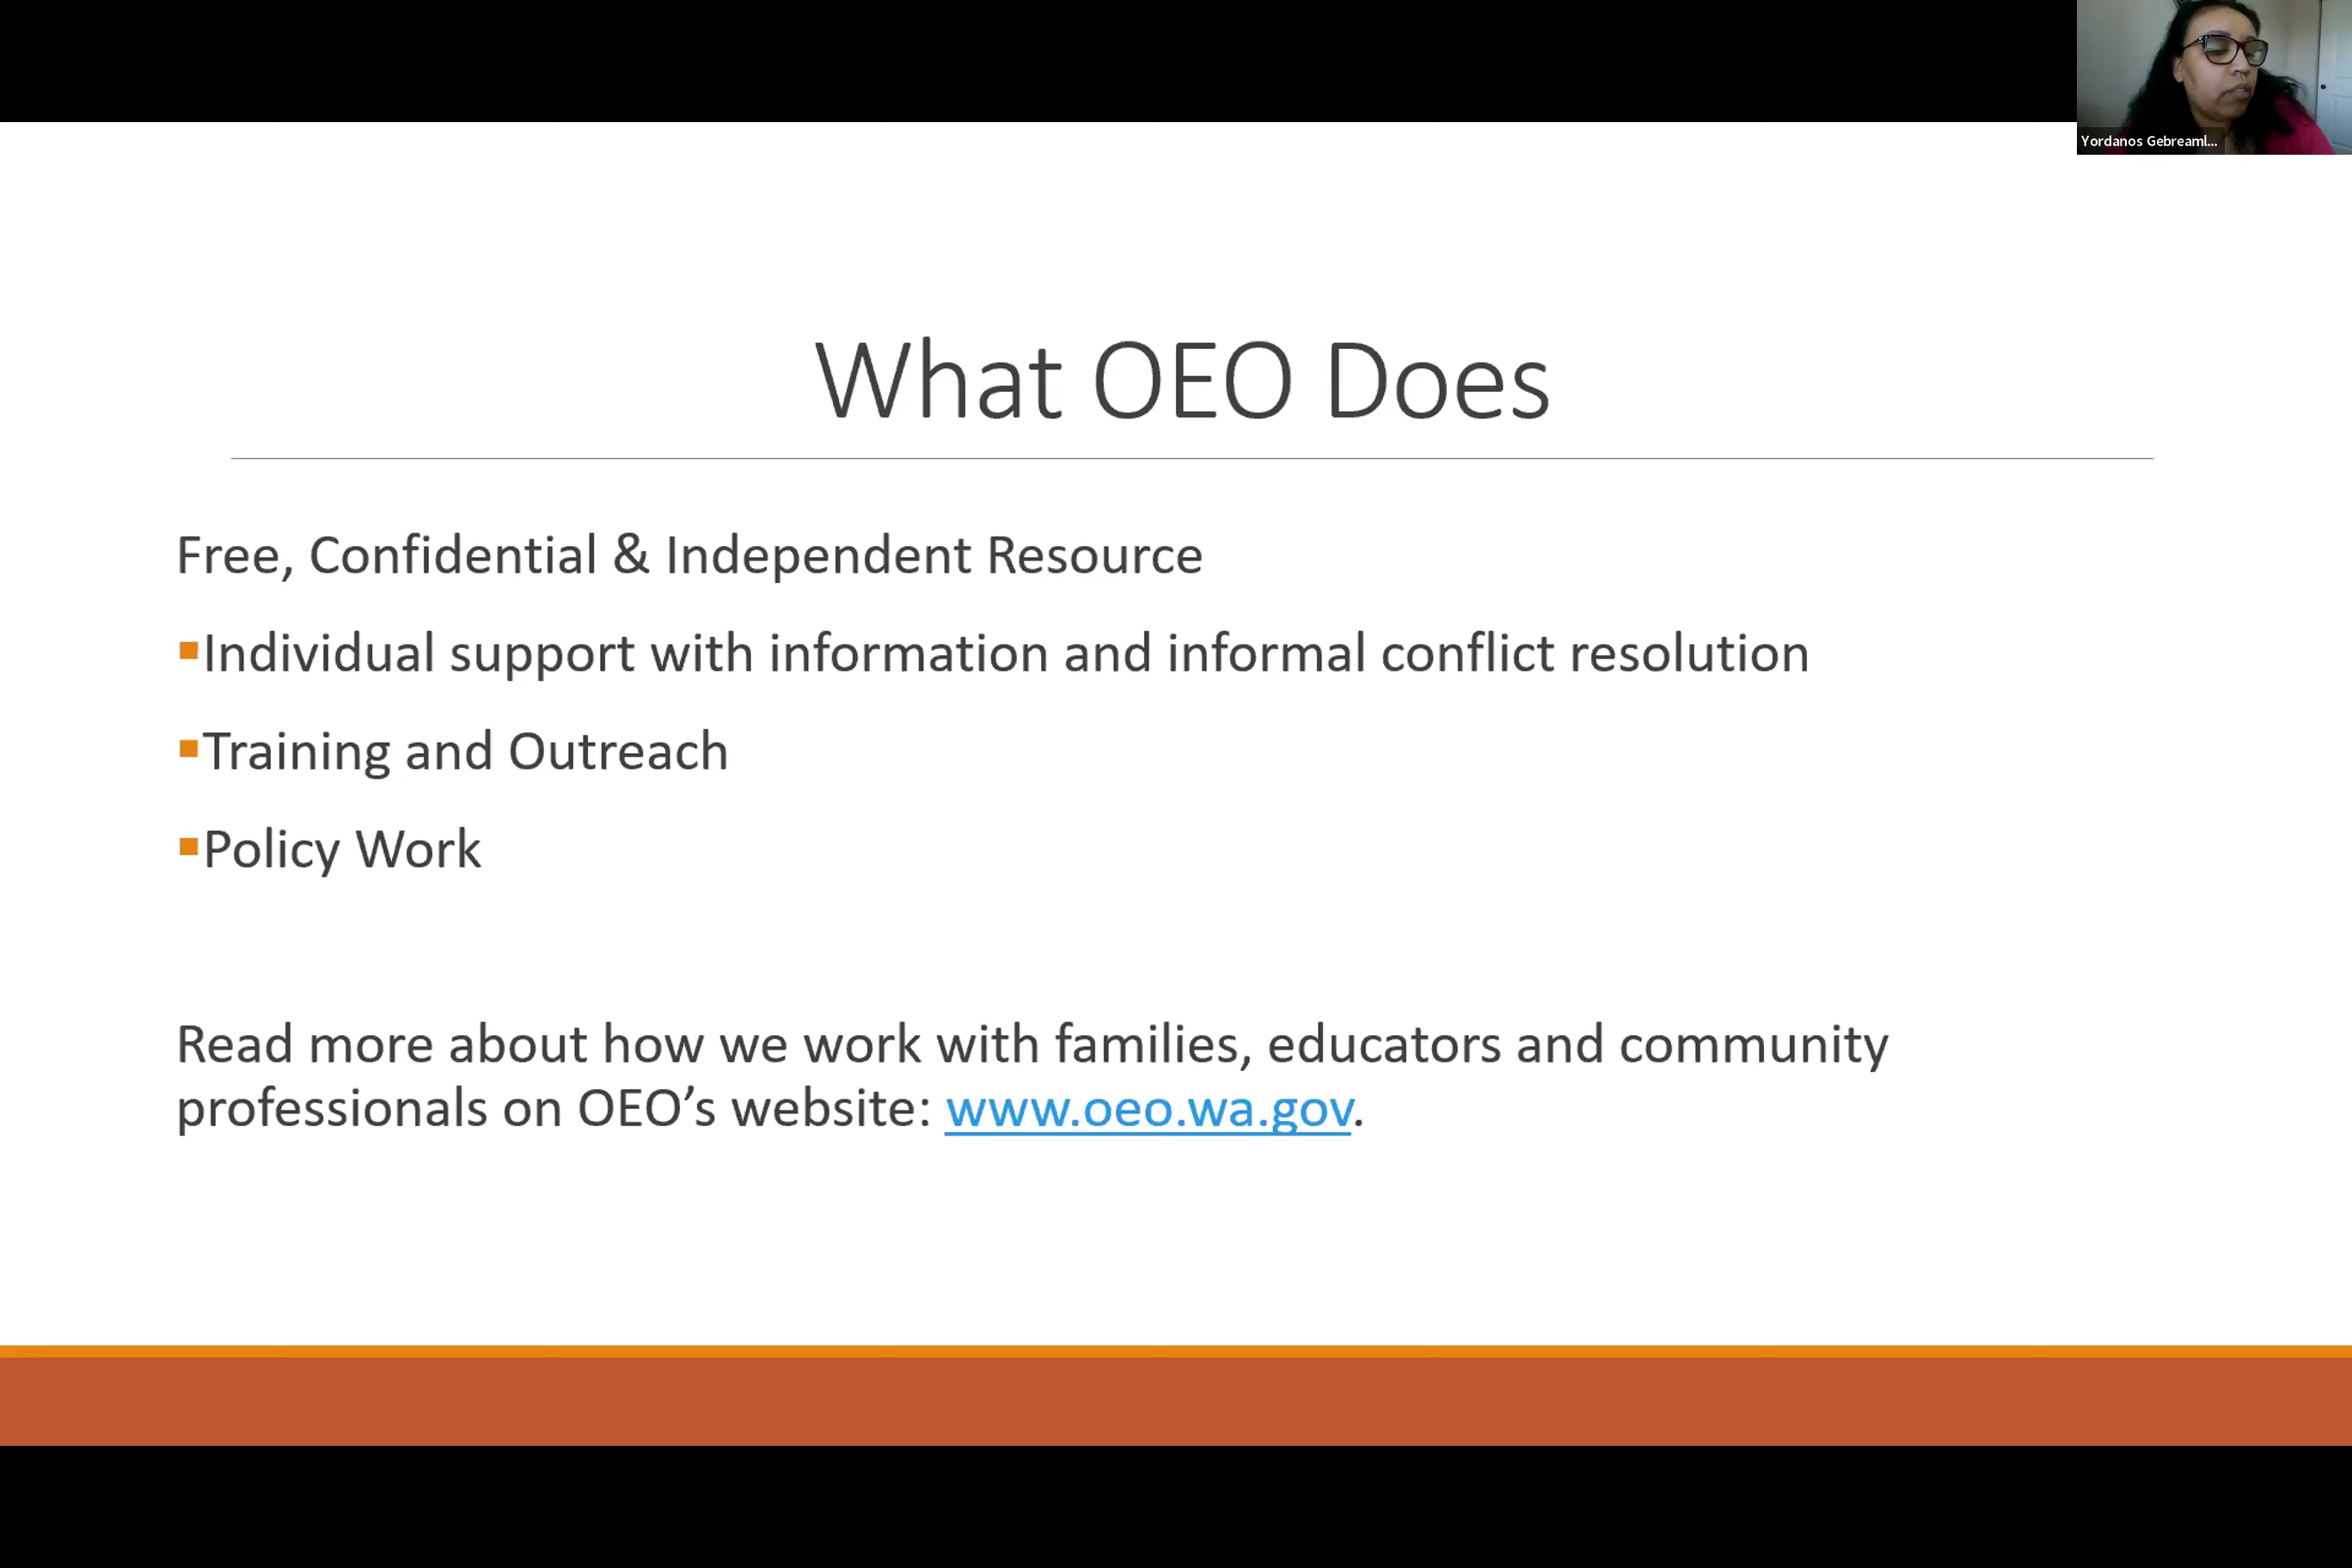 Yordanos Gebreaml...
What OEO Does
Free, Confidential & Independent Resource
▪Individual support with information and informal conflict resolution
▪Training and Outreach
▪Policy Work
Read more about how we work with families, educators and community
professionals on OEO’s website: www.oeo.wa.gov.